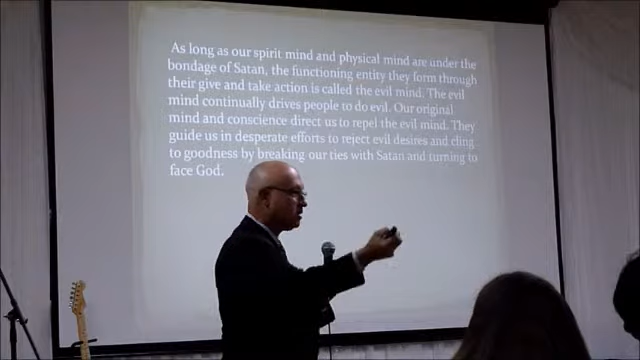 As long as our spirit mind and physical mind are under the
bondage of Satan, the functioning entity they form through
their give and take action is called the evil mind. The evil
mind continually drives people to do evil. Our original
mind and conscience direct us to repel the evil mind. They
guide us in desperate efforts to reject evil desires and cling
to goodness by breaking our ties with Satan and turning to
face God.